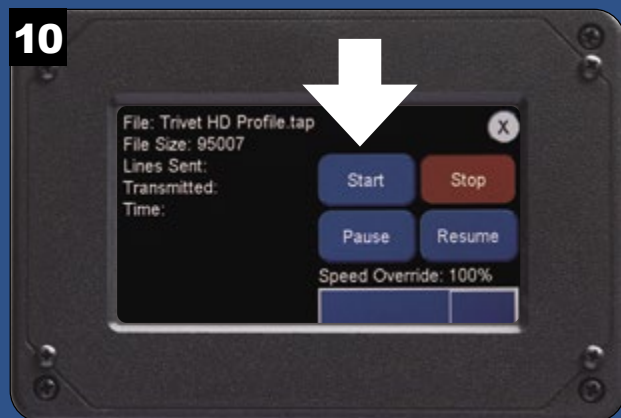 10
File: Trivet HD Profile.tap
X
File Size: 95007
Lines Sent:
Transmitted:
Time:
Start
Stop
Pause
Resume
Speed Override: 100%